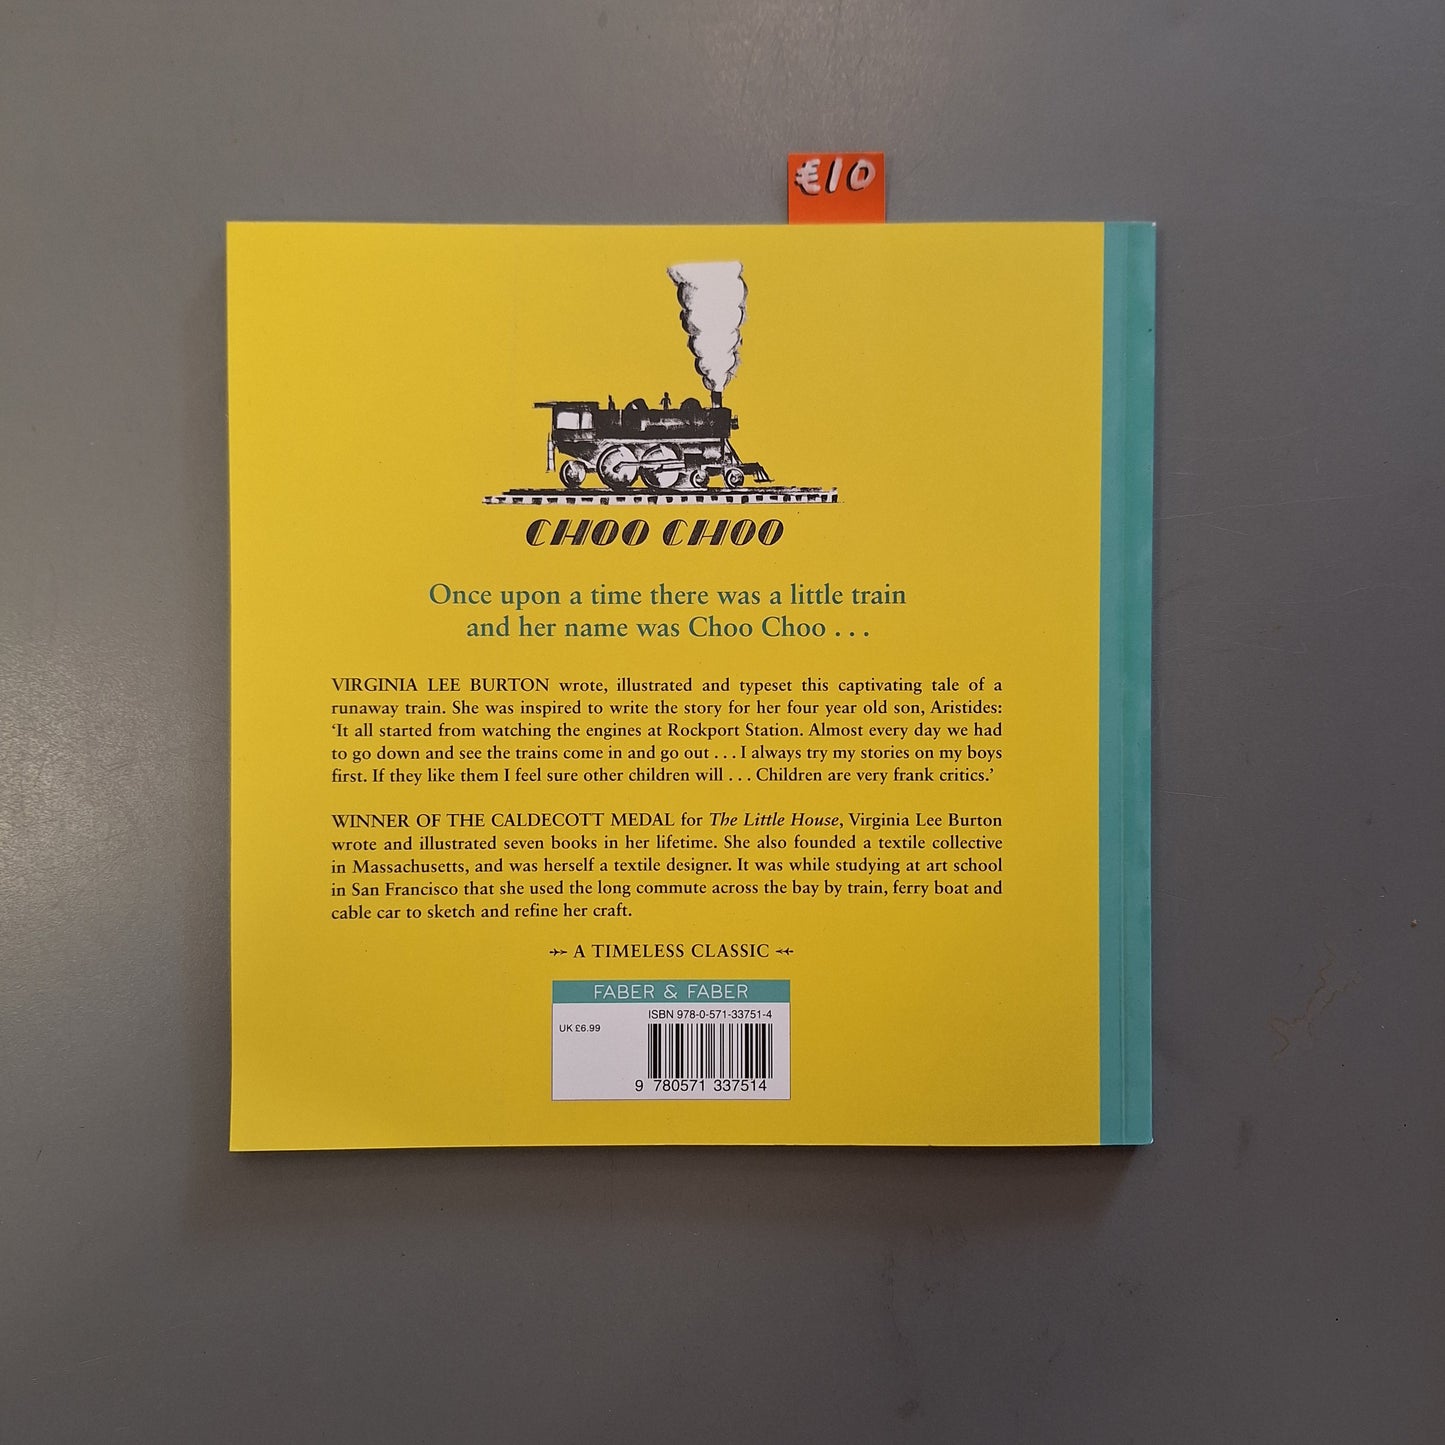 €10
CHOO CHOO
Once upon a time there was a little train
and her name was Choo Choo . . .
VIRGINIA LEE BURTON wrote, illustrated and typeset this captivating tale of a
runaway train. She was inspired to write the story for her four year old son, Aristides:
‘It all started from watching the engines at Rockport Station. Almost every day we had
to go down and see the trains come in and go out . . . I always try my stories on my boys
first. If they like them I feel sure other children will . . . Children are very frank critics.’
WINNER OF THE CALDECOTT MEDAL for The Little House, Virginia Lee Burton
wrote and illustrated seven books in her lifetime. She also founded a textile collective
in Massachusetts, and was herself a textile designer. It was while studying at art school
in San Francisco that she used the long commute across the bay by train, ferry boat and
cable car to sketch and refine her craft.
A TIMELESS CLASSIC
FABER & FABER
ISBN 978-0-571-33751-4
UK £6.99
9 780571 337514